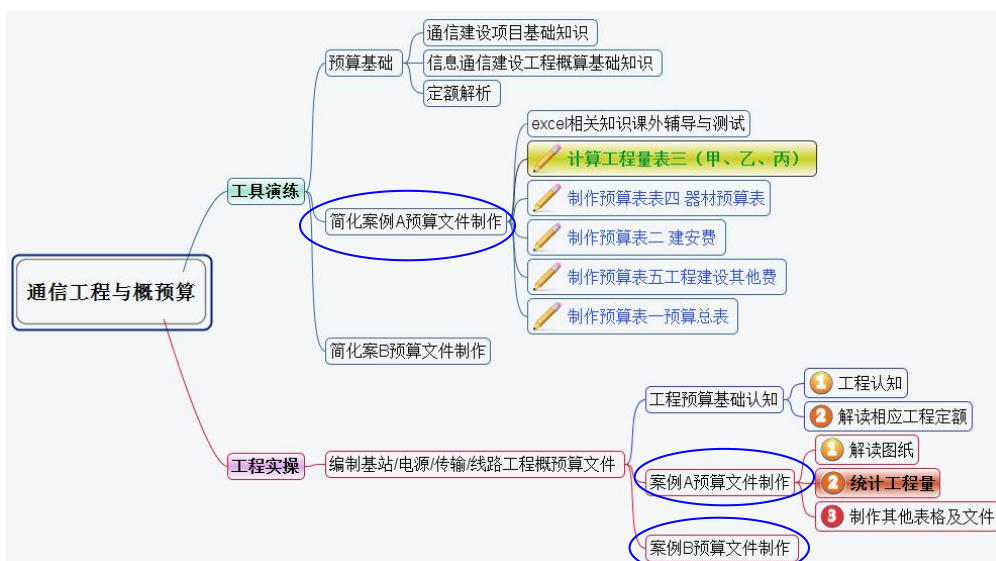 通信工程与概预算
工具演练
预算基础
通信建设项目基础知识
信息通信建设工程概算基础知识
定额解析
简化案例A预算文件制作
excel相关知识课外辅导与测试
计算工程量表三（甲、乙、丙）
制作预算表表四 器材预算表
制作预算表二 建安费
制作预算表五工程建设其他费
制作预算表一预算总表
简化案B预算文件制作
工程实操
编制基站/电源/传输/线路工程概预算文件
工程预算基础认知
1 工程认知
2 解读相应工程定额
案例A预算文件制作
1 解读图纸
2 统计工程量
3 制作其他表格及文件
案例B预算文件制作